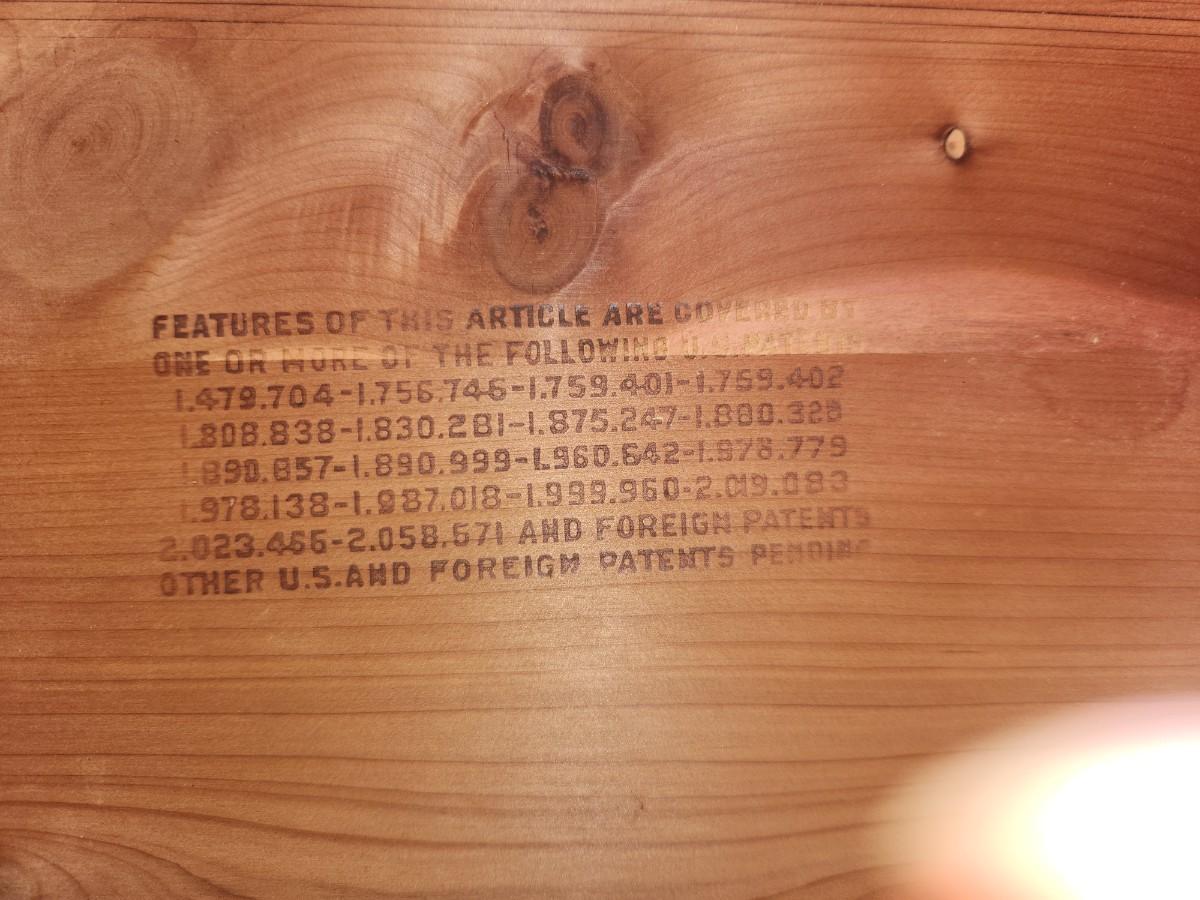 FEATURES OF THIS ARTICLE ARE COVERED BY
ONE OR MORE OF THE FOLLOWING U.S. PATENTS
1.479.704-1.756.746-1.759.401-1.759.402
1.808.838-1.830.281-1.875.247-1.880.328
1.890.857-1.890.999-1.960.642-1.978.779
1.978.138-1.987.018-1.999.960-2.019.083
2.023.466-2.058.571 AND FOREIGN PATENTS
OTHER U.S.AND FOREIGN PATENTS PENDING